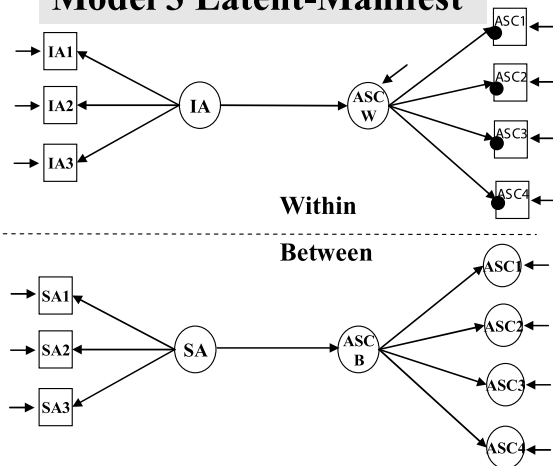 Model 3 Latent-Manifest
IA1
IA2
IA3
IA
ASC
W
ASC1
ASC2
ASC3
ASC4
Within
Between
SA1
SA2
SA3
SA
ASC
B
ASC1
ASC2
ASC3
ASC4